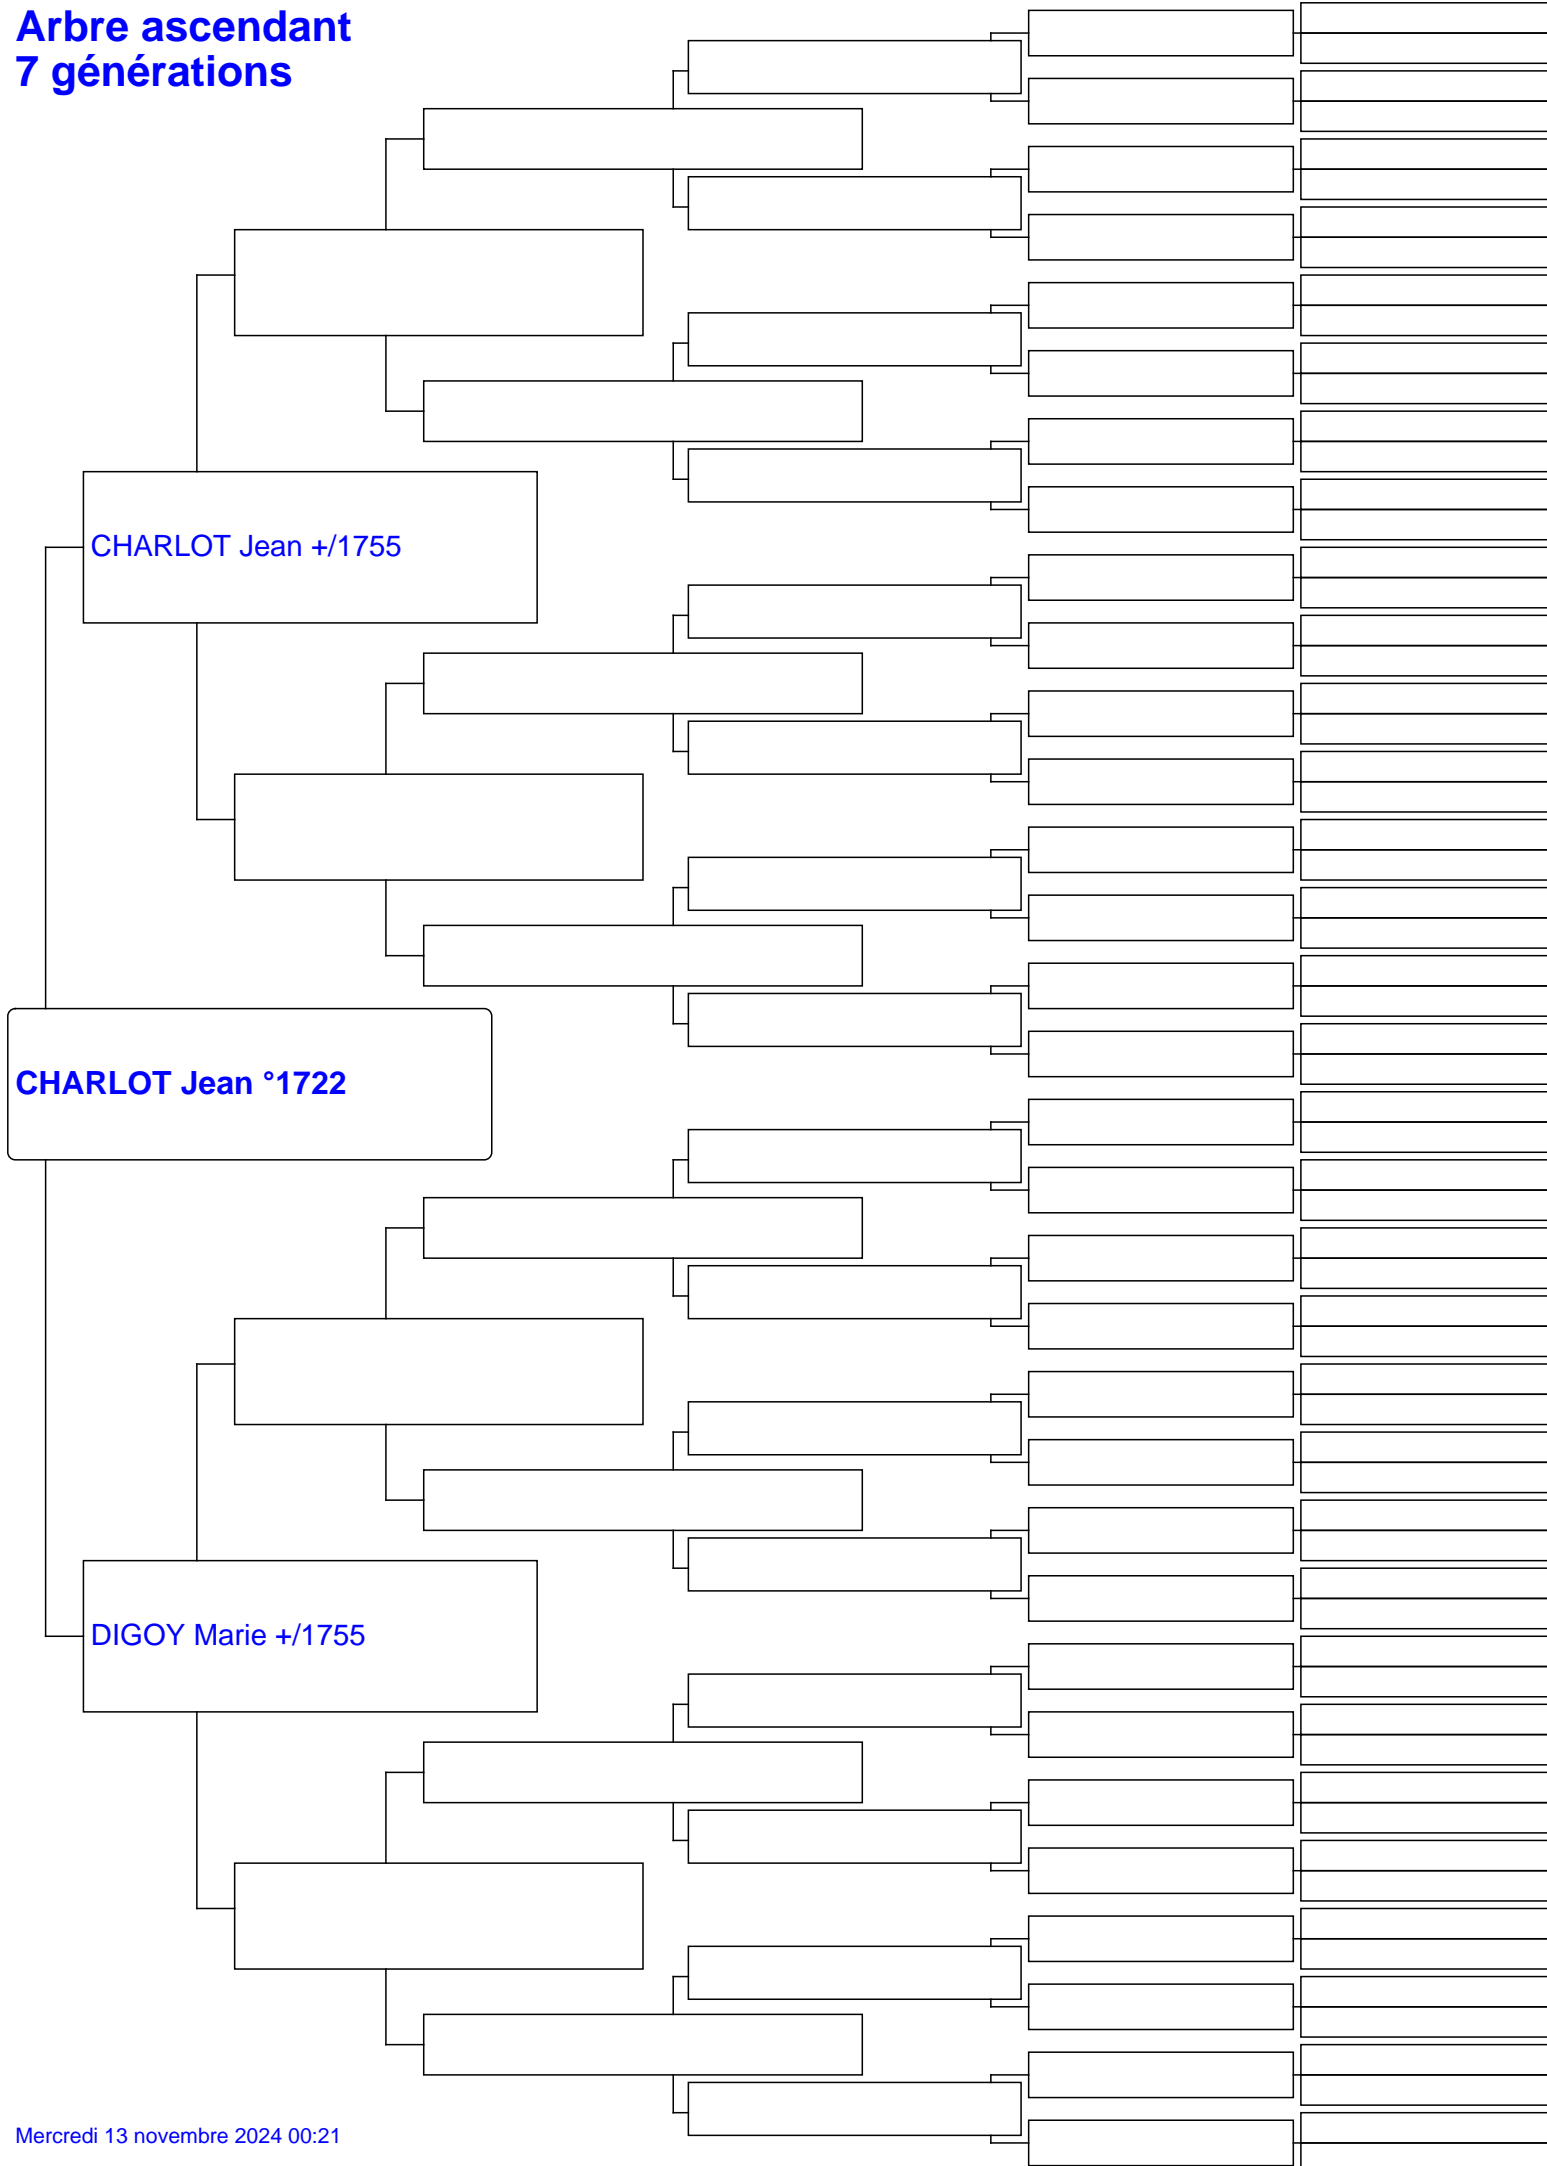 Arbre ascendant
7 générations
CHARLOT Jean +/1755
CHARLOT Jean °1722
DIGOY Marie +/1755
Mercredi 13 novembre 2024 00:21